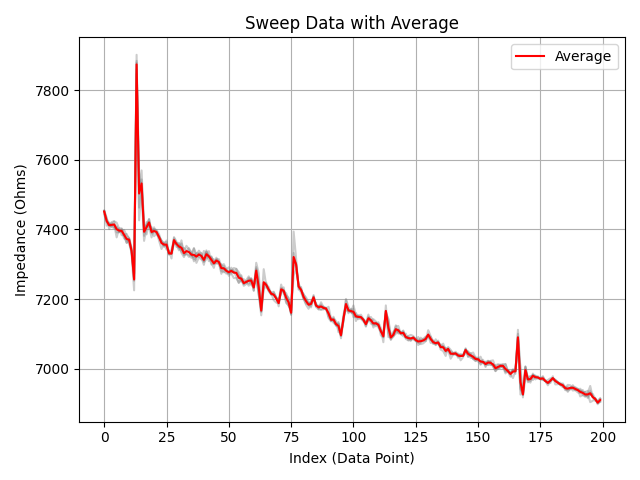 Sweep Data with Average
Average
Impedance (Ohms)
7800
7600
7400
7200
7000
0 25 50 75 100 125 150 175 200
Index (Data Point)